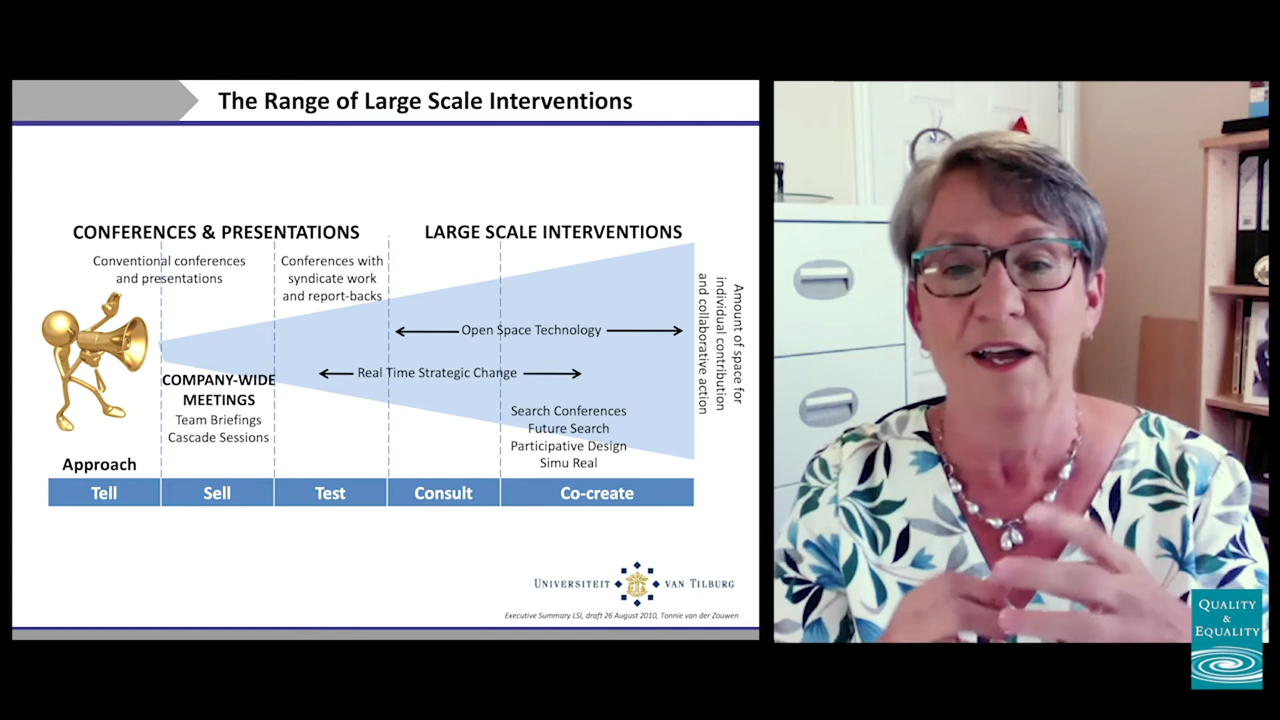 The Range of Large Scale Interventions
CONFERENCES & PRESENTATIONS
LARGE SCALE INTERVENTIONS
Conventional conferences
and presentations
Conferences with
syndicate work
and report-backs
Open Space Technology
Real Time Strategic Change
Amount of space for
individual contribution
and collaborative action
COMPANY-WIDE
MEETINGS
Team Briefings
Cascade Sessions
Search Conferences
Future Search
Participative Design
Simu Real
Approach
Tell
Sell
Test
Consult
Co-create
UNIVERSITEIT VAN TILBURG
Executive Summary LSI, draft 26 August 2010, Tonnie van der Zouwen
QUALITY
&
EQUALITY